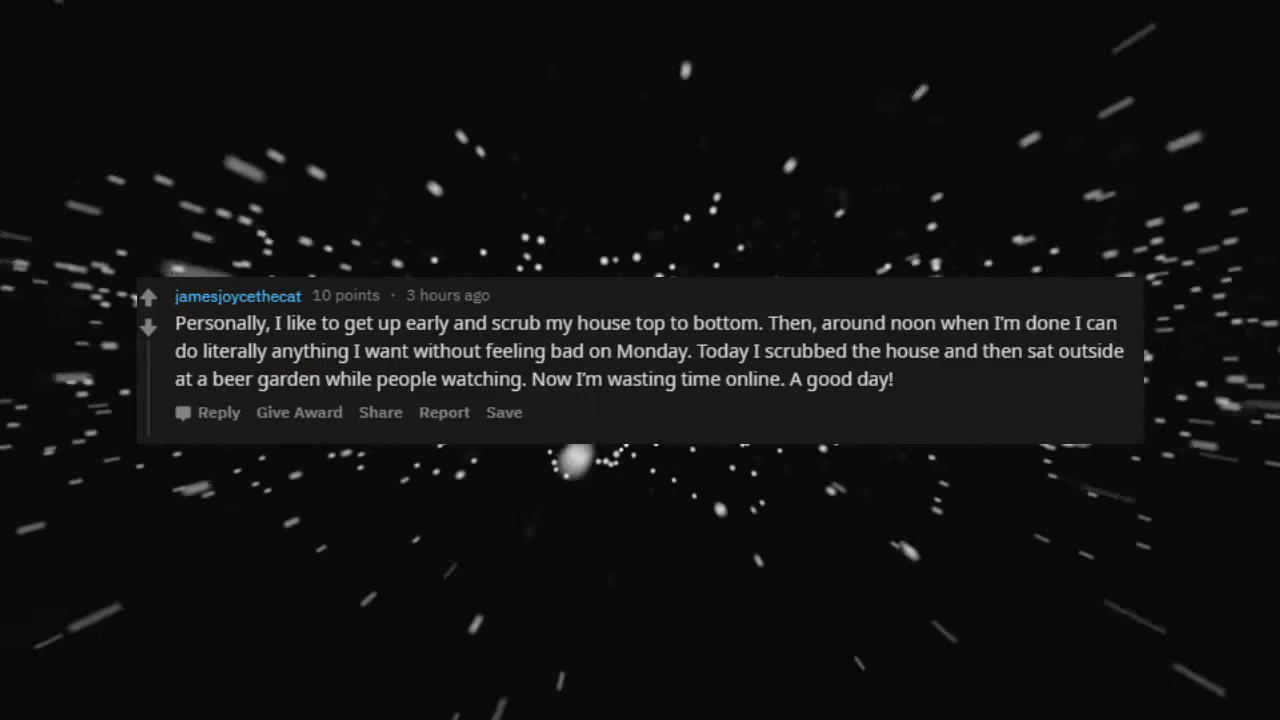 jamesjoycethecat 10 points · 3 hours ago
Personally, I like to get up early and scrub my house top to bottom. Then, around noon when I’m done I can
do literally anything I want without feeling bad on Monday. Today I scrubbed the house and then sat outside
at a beer garden while people watching. Now I’m wasting time online. A good day!
Reply Give Award Share Report Save